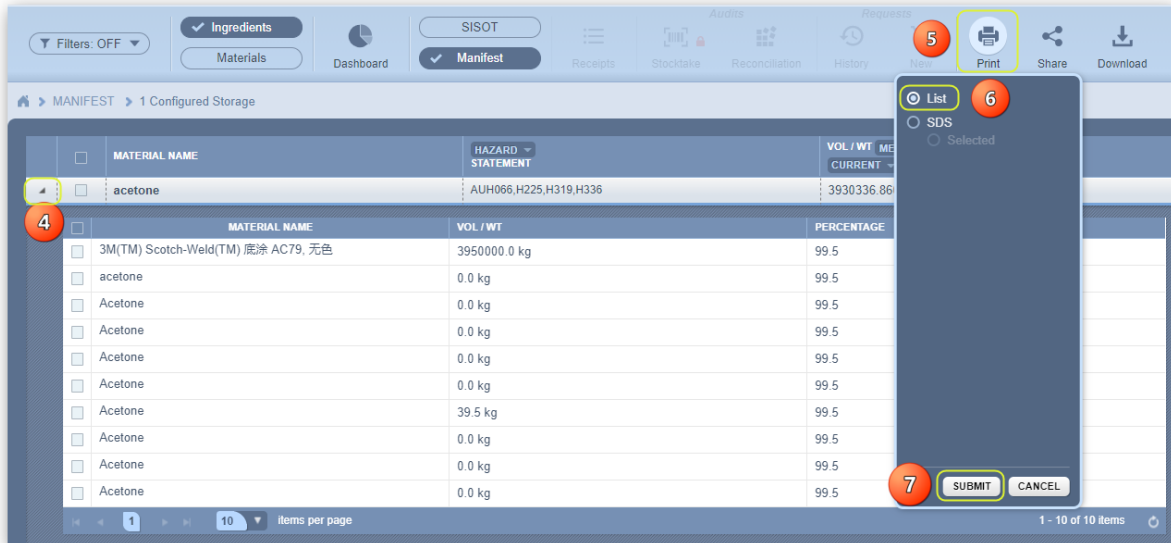 Audits
Requests
Filters: OFF
Ingredients
Materials
Dashboard
SISOT
Manifest
Receipts
Stocktake
Reconciliation
History
New
5
Print
Share
Download
MANIFEST > 1 Configured Storage
List
6
SDS
Selected
MATERIAL NAME
HAZARD
STATEMENT
VOL / WT
CURRENT
acetone
AUH066,H225,H319,H336
4
MATERIAL NAME VOL / WT PERCENTAGE
3M(TM) Scotch-Weld(TM) 底涂 AC79, 无色 3950000.0 kg 99.5
acetone 0.0 kg 99.5
Acetone 0.0 kg 99.5
Acetone 0.0 kg 99.5
Acetone 0.0 kg 99.5
Acetone 0.0 kg 99.5
Acetone 39.5 kg 99.5
Acetone 0.0 kg 99.5
Acetone 0.0 kg 99.5
Acetone 0.0 kg 99.5
7
SUBMIT
CANCEL
1
10
items per page
1 - 10 of 10 items